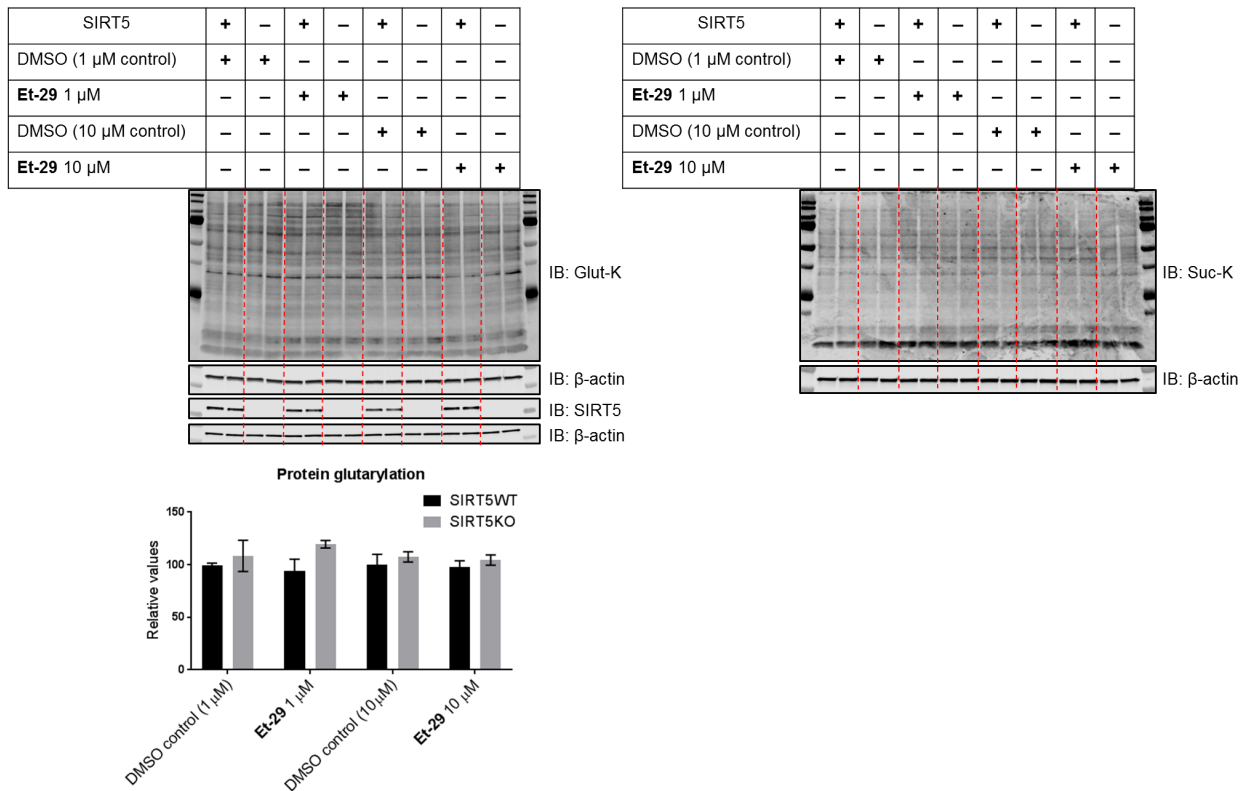 SIRT5 + – + – + – + –
DMSO (1 µM control) + + – – – – – –
Et-29 1 µM – – + + – – – –
DMSO (10 µM control) – – – – + + – –
Et-29 10 µM – – – – – – + +
IB: Glut-K
IB: β-actin
IB: SIRT5
IB: β-actin
SIRT5 + – + – + – + –
DMSO (1 µM control) + + – – – – – –
Et-29 1 µM – – + + – – – –
DMSO (10 µM control) – – – – + + – –
Et-29 10 µM – – – – – – + +
IB: Suc-K
IB: β-actin
Protein glutarylation
SIRT5WT
SIRT5KO
Relative values
150
100
50
0
DMSO control (1 µM)
Et-29 1 µM
DMSO control (10µM)
Et-29 10 µM